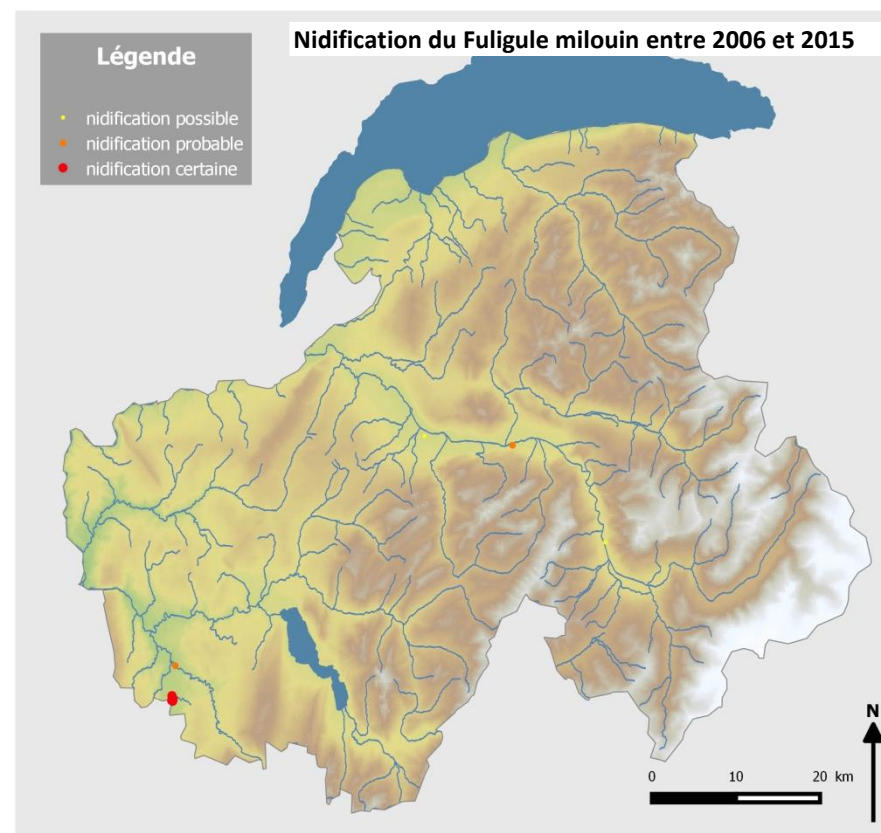 Nidification du Fuligule milouin entre 2006 et 2015
Légende
nidification possible
nidification probable
nidification certaine
N
0 10 20 km